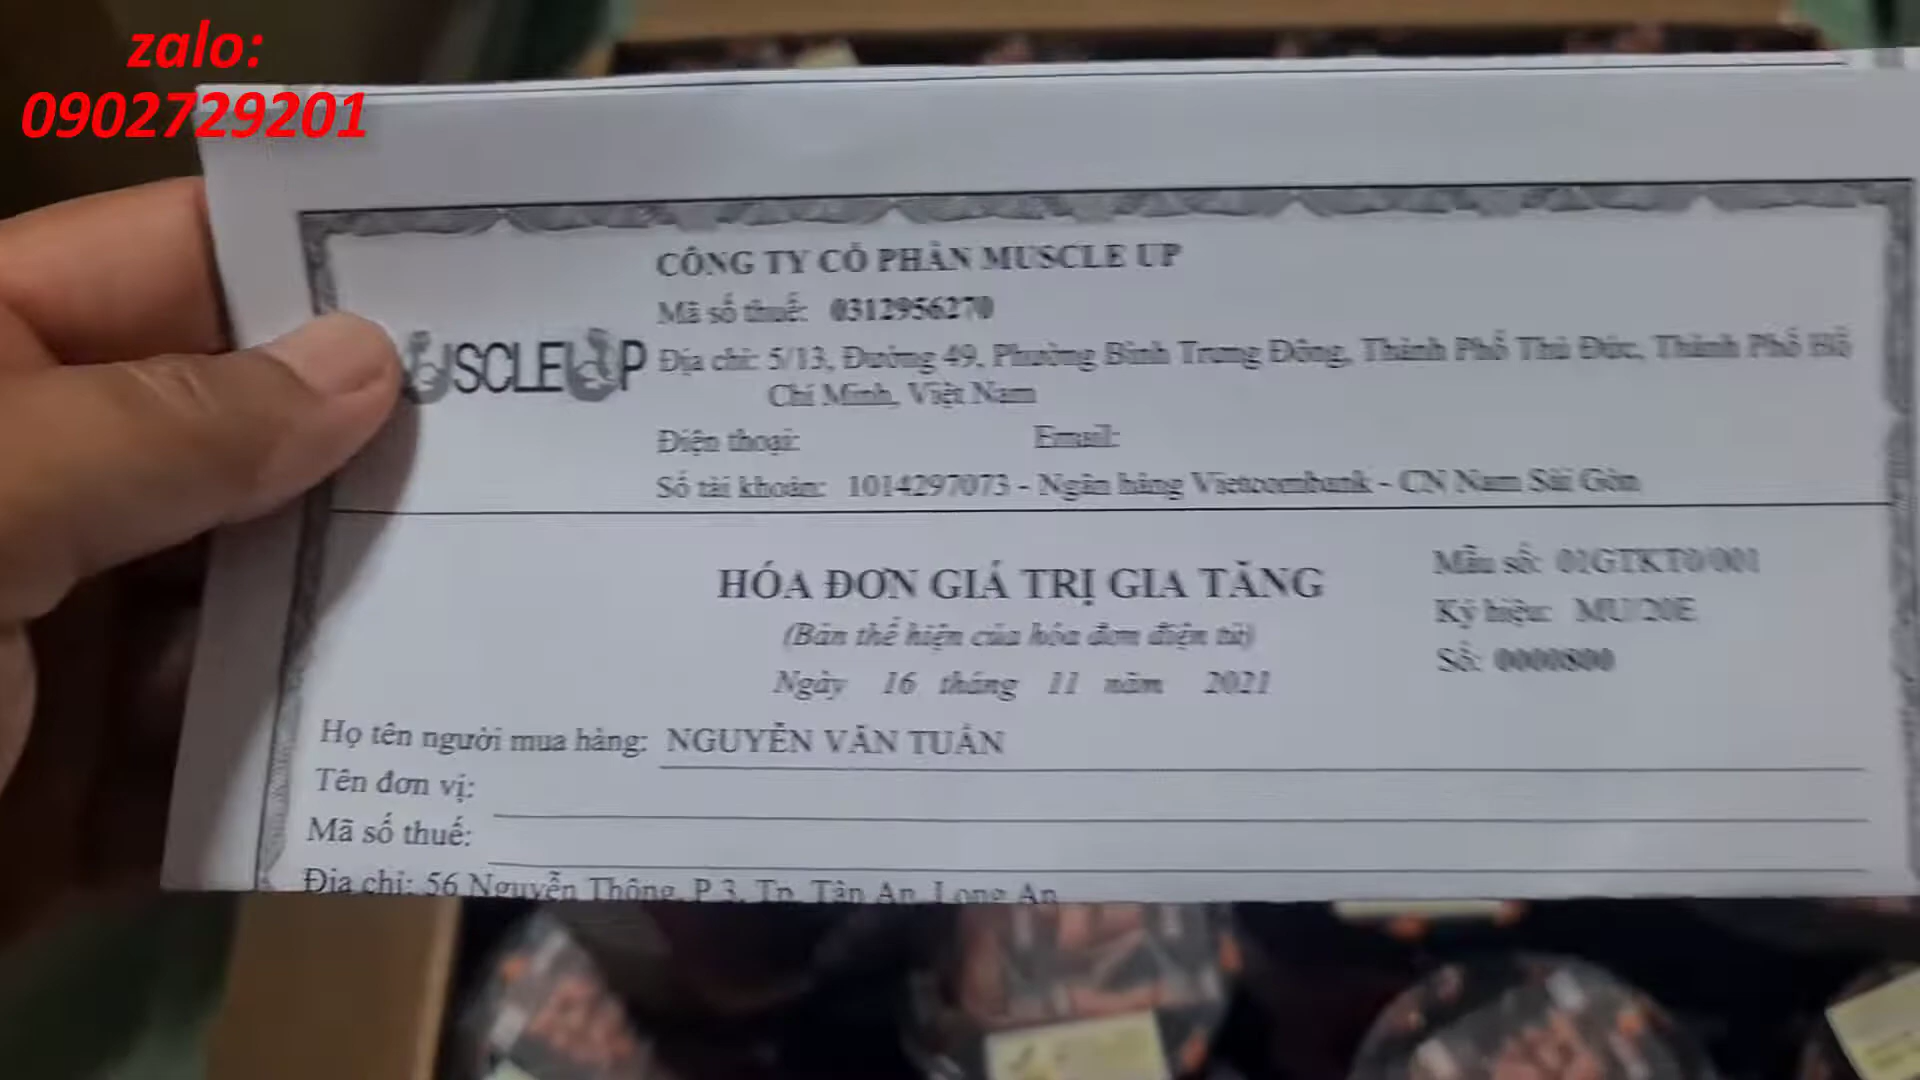 zalo:
0902729201
CÔNG TY CỔ PHẦN MUSCLE UP
Mã số thuế: 0312956270
USCLEUP
Địa chỉ: 5/13, Đường 49, Phường Bình Trưng Đông, Thành Phố Thủ Đức, Thành Phố Hồ
Chí Minh, Việt Nam
Điện thoại: Email:
Số tài khoản: 1014297073 - Ngân hàng Vietcombank - CN Nam Sài Gòn
HÓA ĐƠN GIÁ TRỊ GIA TĂNG
Mẫu số: 01GTKT0/001
(Bản thể hiện của hóa đơn điện tử)
Ký hiệu: MU/20E
Ngày 16 tháng 11 năm 2021
Số: 0000800
Họ tên người mua hàng: NGUYỄN VĂN TUẤN
Tên đơn vị:
Mã số thuế:
Địa chỉ: 56 Nguyễn Thông, P 3, Tp. Tân An, Long An